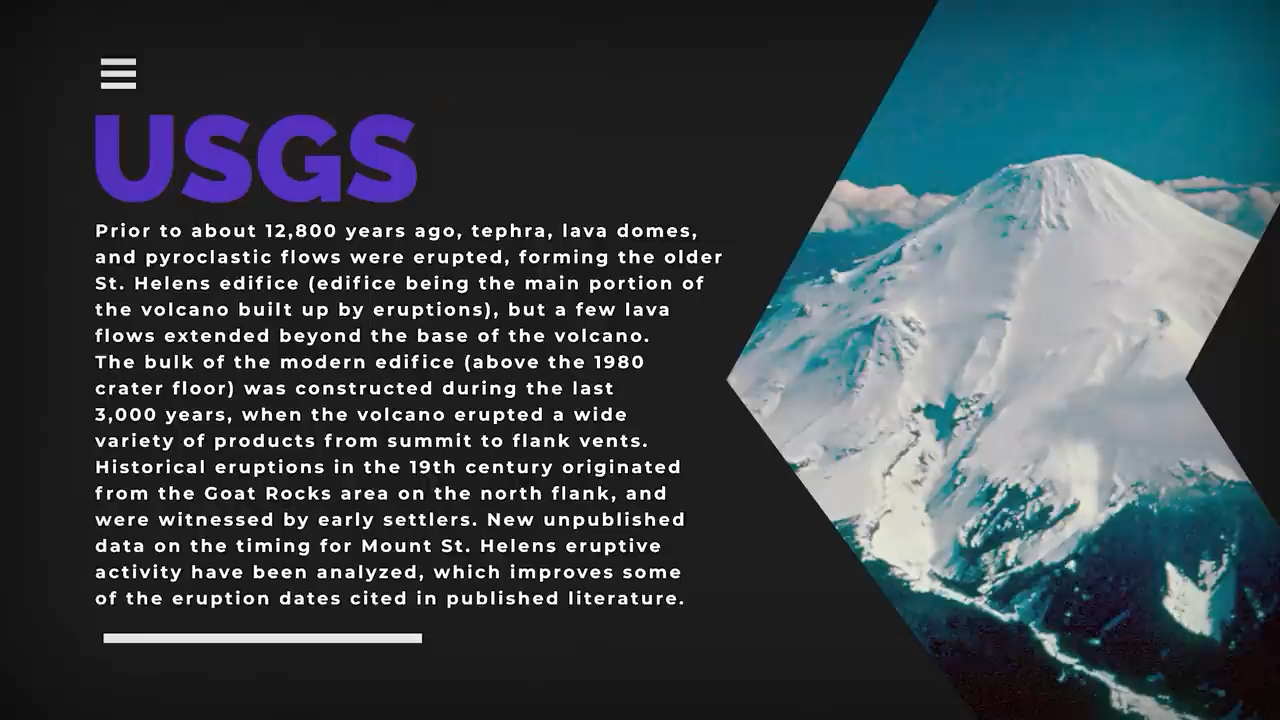 USGS
Prior to about 12,800 years ago, tephra, lava domes,
and pyroclastic flows were erupted, forming the older
St. Helens edifice (edifice being the main portion of
the volcano built up by eruptions), but a few lava
flows extended beyond the base of the volcano.
The bulk of the modern edifice (above the 1980
crater floor) was constructed during the last
3,000 years, when the volcano erupted a wide
variety of products from summit to flank vents.
Historical eruptions in the 19th century originated
from the Goat Rocks area on the north flank, and
were witnessed by early settlers. New unpublished
data on the timing for Mount St. Helens eruptive
activity have been analyzed, which improves some
of the eruption dates cited in published literature.